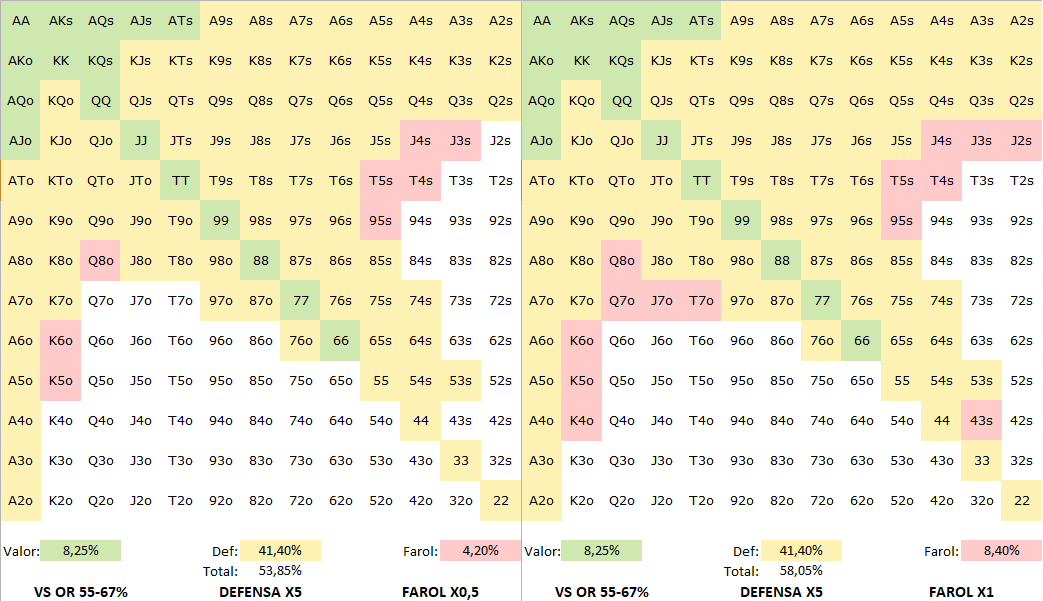 AA AKs AQs AJs ATs A9s A8s A7s A6s A5s A4s A3s A2s AA AKs AQs AJs ATs A9s A8s A7s A6s A5s A4s A3s A2s
AKo KK KQs KJs KTs K9s K8s K7s K6s K5s K4s K3s K2s AKo KK KQs KJs KTs K9s K8s K7s K6s K5s K4s K3s K2s
AQo KQo QQ QJs QTs Q9s Q8s Q7s Q6s Q5s Q4s Q3s Q2s AQo KQo QQ QJs QTs Q9s Q8s Q7s Q6s Q5s Q4s Q3s Q2s
AJo KJo QJo JJ JTs J9s J8s J7s J6s J5s J4s J3s J2s AJo KJo QJo JJ JTs J9s J8s J7s J6s J5s J4s J3s J2s
ATo KTo QTo JTo TT T9s T8s T7s T6s T5s T4s T3s T2s ATo KTo QTo JTo TT T9s T8s T7s T6s T5s T4s T3s T2s
A9o K9o Q9o J9o T9o 99 98s 97s 96s 95s 94s 93s 92s A9o K9o Q9o J9o T9o 99 98s 97s 96s 95s 94s 93s 92s
A8o K8o Q8o J8o T8o 98o 88 87s 86s 85s 84s 83s 82s A8o K8o Q8o J8o T8o 98o 88 87s 86s 85s 84s 83s 82s
A7o K7o Q7o J7o T7o 97o 87o 77 76s 75s 74s 73s 72s A7o K7o Q7o J7o T7o 97o 87o 77 76s 75s 74s 73s 72s
A6o K6o Q6o J6o T6o 96o 86o 76o 66 65s 64s 63s 62s A6o K6o Q6o J6o T6o 96o 86o 76o 66 65s 64s 63s 62s
A5o K5o Q5o J5o T5o 95o 85o 75o 65o 55 54s 53s 52s A5o K5o Q5o J5o T5o 95o 85o 75o 65o 55 54s 53s 52s
A4o K4o Q4o J4o T4o 94o 84o 74o 64o 54o 44 43s 42s A4o K4o Q4o J4o T4o 94o 84o 74o 64o 54o 44 43s 42s
A3o K3o Q3o J3o T3o 93o 83o 73o 63o 53o 43o 33 32s A3o K3o Q3o J3o T3o 93o 83o 73o 63o 53o 43o 33 32s
A2o K2o Q2o J2o T2o 92o 82o 72o 62o 52o 42o 32o 22 A2o K2o Q2o J2o T2o 92o 82o 72o 62o 52o 42o 32o 22
Valor: 8,25% Def: 41,40% Farol: 4,20% Valor: 8,25% Def: 41,40% Farol: 8,40%
Total: 53,85% Total: 58,05%
VS OR 55-67% DEFENSA X5 FAROL X0,5 VS OR 55-67% DEFENSA X5 FAROL X1